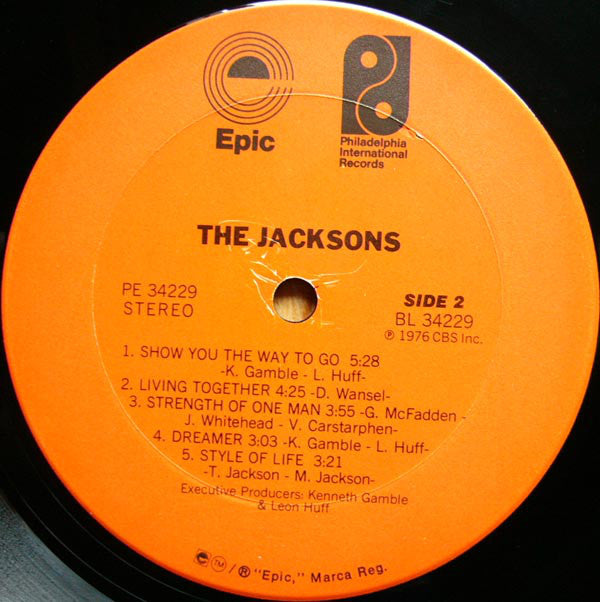 Epic
Philadelphia
International
Records
THE JACKSONS
PE 34229
STEREO
SIDE 2
BL 34229
℗ 1976 CBS Inc.
1. SHOW YOU THE WAY TO GO 5:28
-K. Gamble - L. Huff-
2. LIVING TOGETHER 4:25 -D. Wansel-
3. STRENGTH OF ONE MAN 3:55 -G. McFadden -
J. Whitehead - V. Carstarphen-
4. DREAMER 3:03 -K. Gamble - L. Huff-
5. STYLE OF LIFE 3:21
-T. Jackson - M. Jackson-
Executive Producers: Kenneth Gamble
& Leon Huff
e ™/® "Epic," Marca Reg.